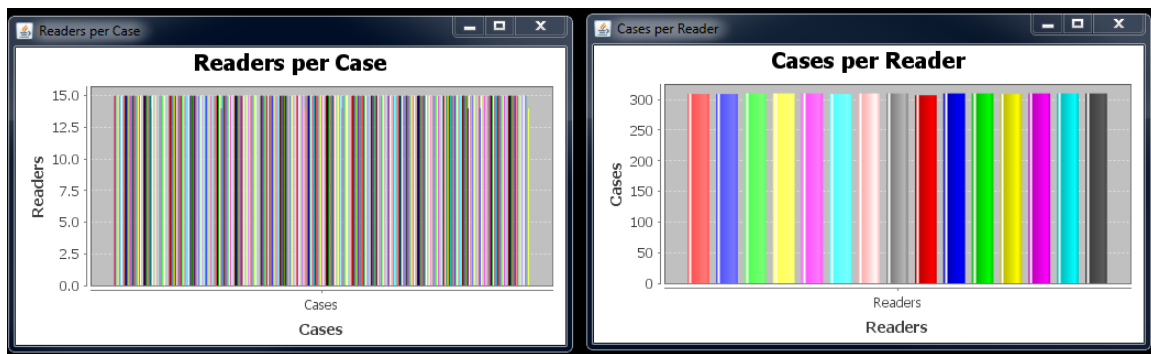 Readers per Case
Readers per Case
15.0
12.5
10.0
7.5
5.0
2.5
0.0
Readers
Cases
Cases
Cases per Reader
Cases per Reader
300
250
200
150
100
50
0
Cases
Readers
Readers